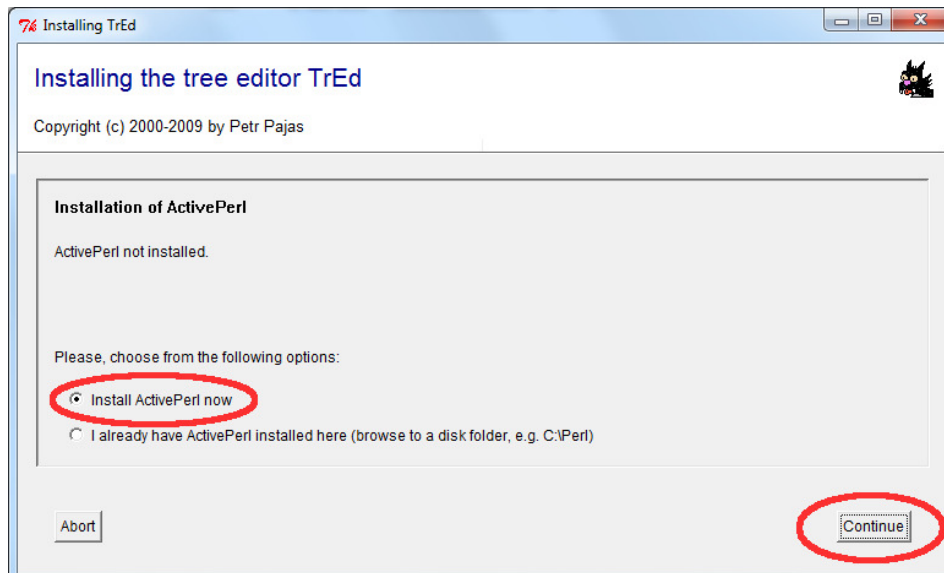 Installing TrEd
Installing the tree editor TrEd
Copyright (c) 2000-2009 by Petr Pajas
Installation of ActivePerl
ActivePerl not installed.
Please, choose from the following options:
Install ActivePerl now
I already have ActivePerl installed here (browse to a disk folder, e.g. C:\Perl)
Abort
Continue